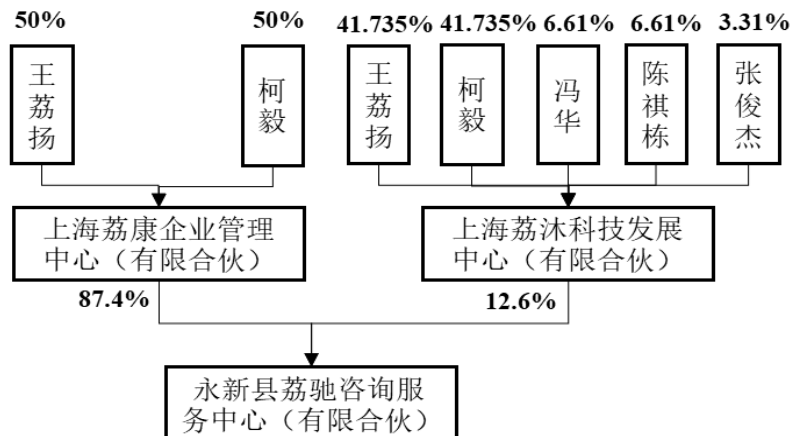 50%
50%
41.735%
41.735%
6.61%
6.61%
3.31%
王荔扬
柯毅
王荔扬
柯毅
冯华
陈祺栋
张俊杰
上海荔康企业管理
中心（有限合伙）
上海荔沐科技发展
中心（有限合伙）
87.4%
12.6%
永新县荔驰咨询服
务中心（有限合伙）